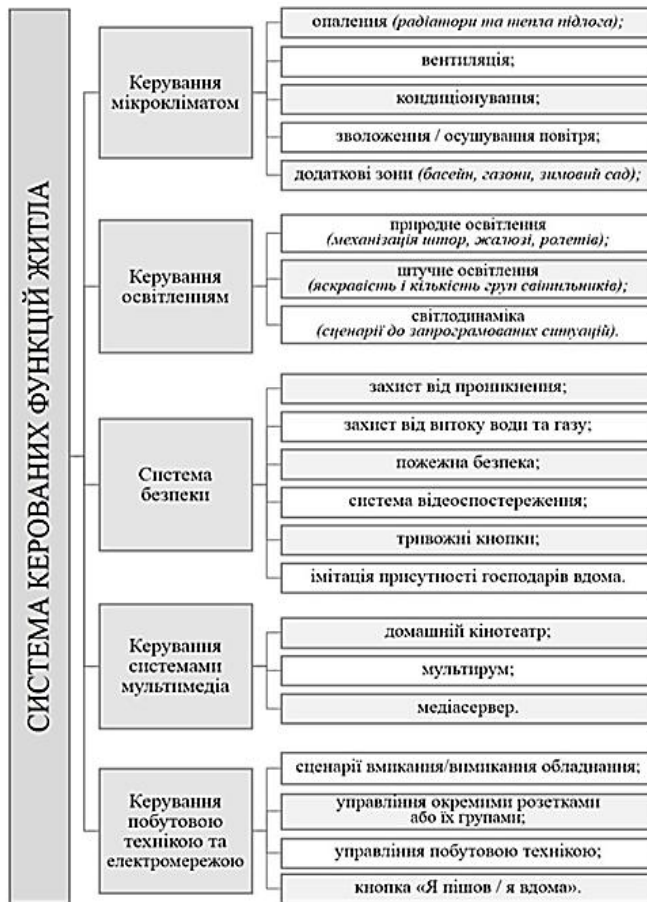 СИСТЕМА КЕРОВАНИХ ФУНКЦІЙ ЖИТЛА
Керування
мікрокліматом
опалення (радіатори та тепла підлога);
вентиляція;
кондиціонування;
зволоження / осушування повітря;
додаткові зони (басейн, газони, зимовий сад);
Керування
освітленням
природне освітлення
(механізація штор, жалюзі, ролетів);
штучне освітлення
(яскравість і кількість груп світильників);
світлодинаміка
(сценарії до запрограмованих ситуацій).
Система
безпеки
захист від проникнення;
захист від витоку води та газу;
пожежна безпека;
система відеоспостереження;
тривожні кнопки;
імітація присутності господарів вдома.
Керування
системами
мультимедіа
домашній кінотеатр;
мультирум;
медіасервер.
Керування
побутовою
технікою та
електромережою
сценарії вмикання/вимикання обладнання;
управління окремими розетками
або їх групами;
управління побутовою технікою;
кнопка «Я пішов / я вдома».